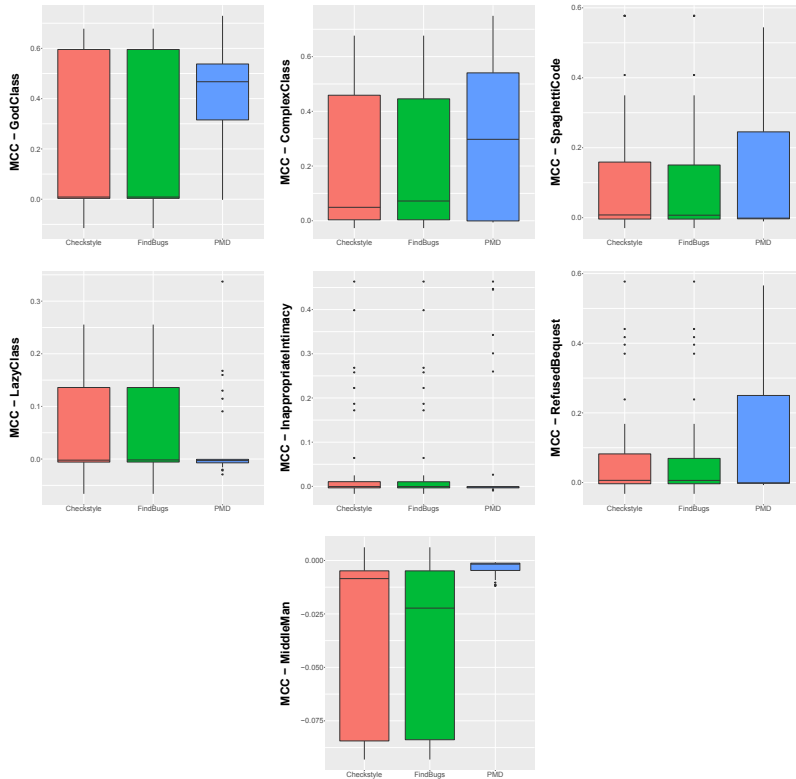 MCC − GodClass
0.6
0.4
0.2
0.0
Checkstyle FindBugs PMD
MCC − ComplexClass
0.6
0.4
0.2
0.0
Checkstyle FindBugs PMD
MCC − SpaghettiCode
0.6
0.4
0.2
0.0
Checkstyle FindBugs PMD
MCC − LazyClass
0.3
0.2
0.1
0.0
Checkstyle FindBugs PMD
MCC − InappropriateIntimacy
0.4
0.3
0.2
0.1
0.0
Checkstyle FindBugs PMD
MCC − RefusedBequest
0.6
0.4
0.2
0.0
Checkstyle FindBugs PMD
MCC − MiddleMan
0.000
−0.025
−0.050
−0.075
Checkstyle FindBugs PMD